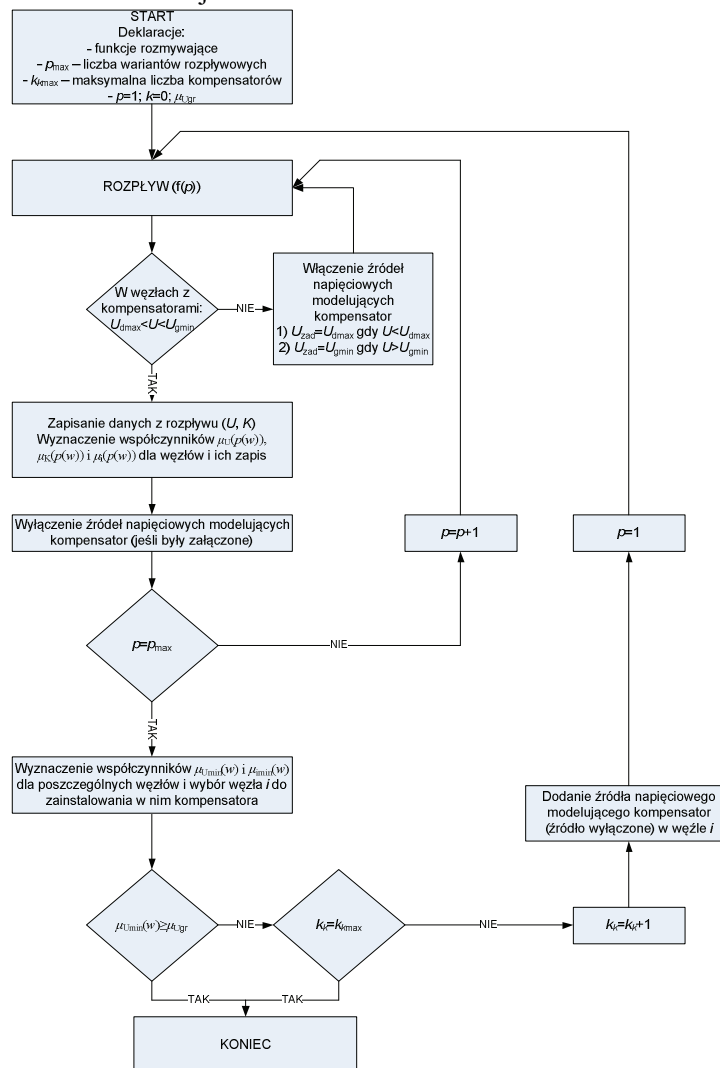 START
Deklaracje:
- funkcje rozmywające
- pmax – liczba wariantów rozpływowych
- kkmax – maksymalna liczba kompensatorów
- p=1; k=0; μUgr
ROZPŁYW (f(p))
W węzłach z
kompensatorami:
Udmax<U<Ugmin
NIE
Włączenie źródeł
napięciowych
modelujących
kompensator
1) Uzad=Udmax gdy U<Udmax
2) Uzad=Ugmin gdy U>Ugmin
TAK
Zapisanie danych z rozpływu (U, K)
Wyznaczenie współczynników μU(p(w)),
μK(p(w)) i μi(p(w)) dla węzłów i ich zapis
Wyłączenie źródeł napięciowych modelujących
kompensator (jeśli były załączone)
p=p+1
p=1
p=pmax
NIE
TAK
Wyznaczenie współczynników μUmin(w) i μimin(w)
dla poszczególnych węzłów i wybór węzła i do
zainstalowania w nim kompensatora
Dodanie źródła napięciowego
modelującego kompensator
(źródło wyłączone) w węźle i
μUmin(w)≥μUgr
NIE
kk=kkmax
NIE
kk=kk+1
TAK
TAK
KONIEC